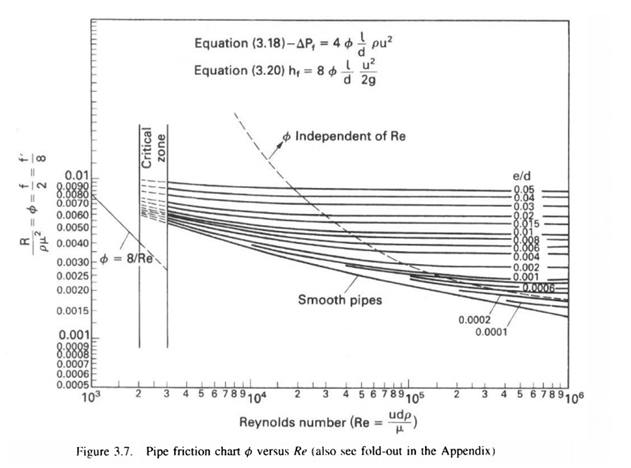 Equation (3.18)–ΔP_f = 4 ϕ l/d ρu²
Equation (3.20) h_f = 8 ϕ l/d u²/2g
ϕ Independent of Re
Critical zone
R/ρμ² = ϕ = f/2 = f'/8
e/d
0.05
0.04
0.03
0.02
0.015
0.01
0.008
0.006
0.004
0.002
0.001
0.0006
0.0002
0.0001
0.01
0.0090
0.0080
0.0070
0.0060
0.0050
0.0040
0.0030
0.0025
0.0020
0.0015
0.001
0.0009
0.0008
0.0007
0.0006
0.0005
ϕ = 8/Re
Smooth pipes
10³ 2 3 4 5 6 7 8 9 10⁴ 2 3 4 5 6 7 8 9 10⁵ 2 3 4 5 6 7 8 9 10⁶
Reynolds number (Re = udρ/μ)
Figure 3.7. Pipe friction chart ϕ versus Re (also see fold-out in the Appendix)